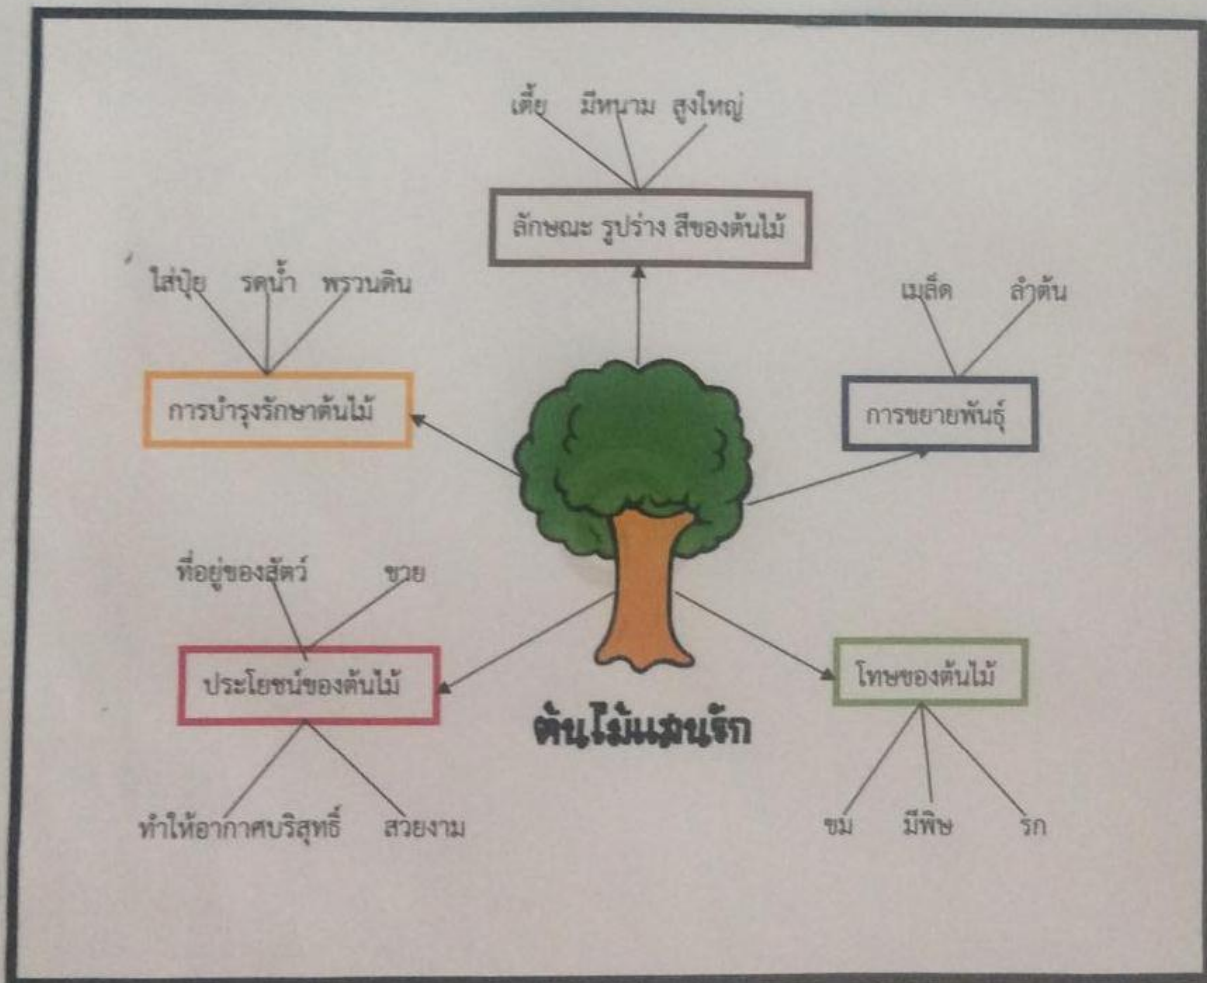 เตี้ย มีหนาม สูงใหญ่
ลักษณะ รูปร่าง สีของต้นไม้
ใส่ปุ๋ย รดน้ำ พรวนดิน
การบำรุงรักษาต้นไม้
เมล็ด ลำต้น
การขยายพันธุ์
ที่อยู่ของสัตว์ ขาย
ประโยชน์ของต้นไม้
ทำให้อากาศบริสุทธิ์ สวยงาม
ต้นไม้แสนรัก
โทษของต้นไม้
ขม มีพิษ รก